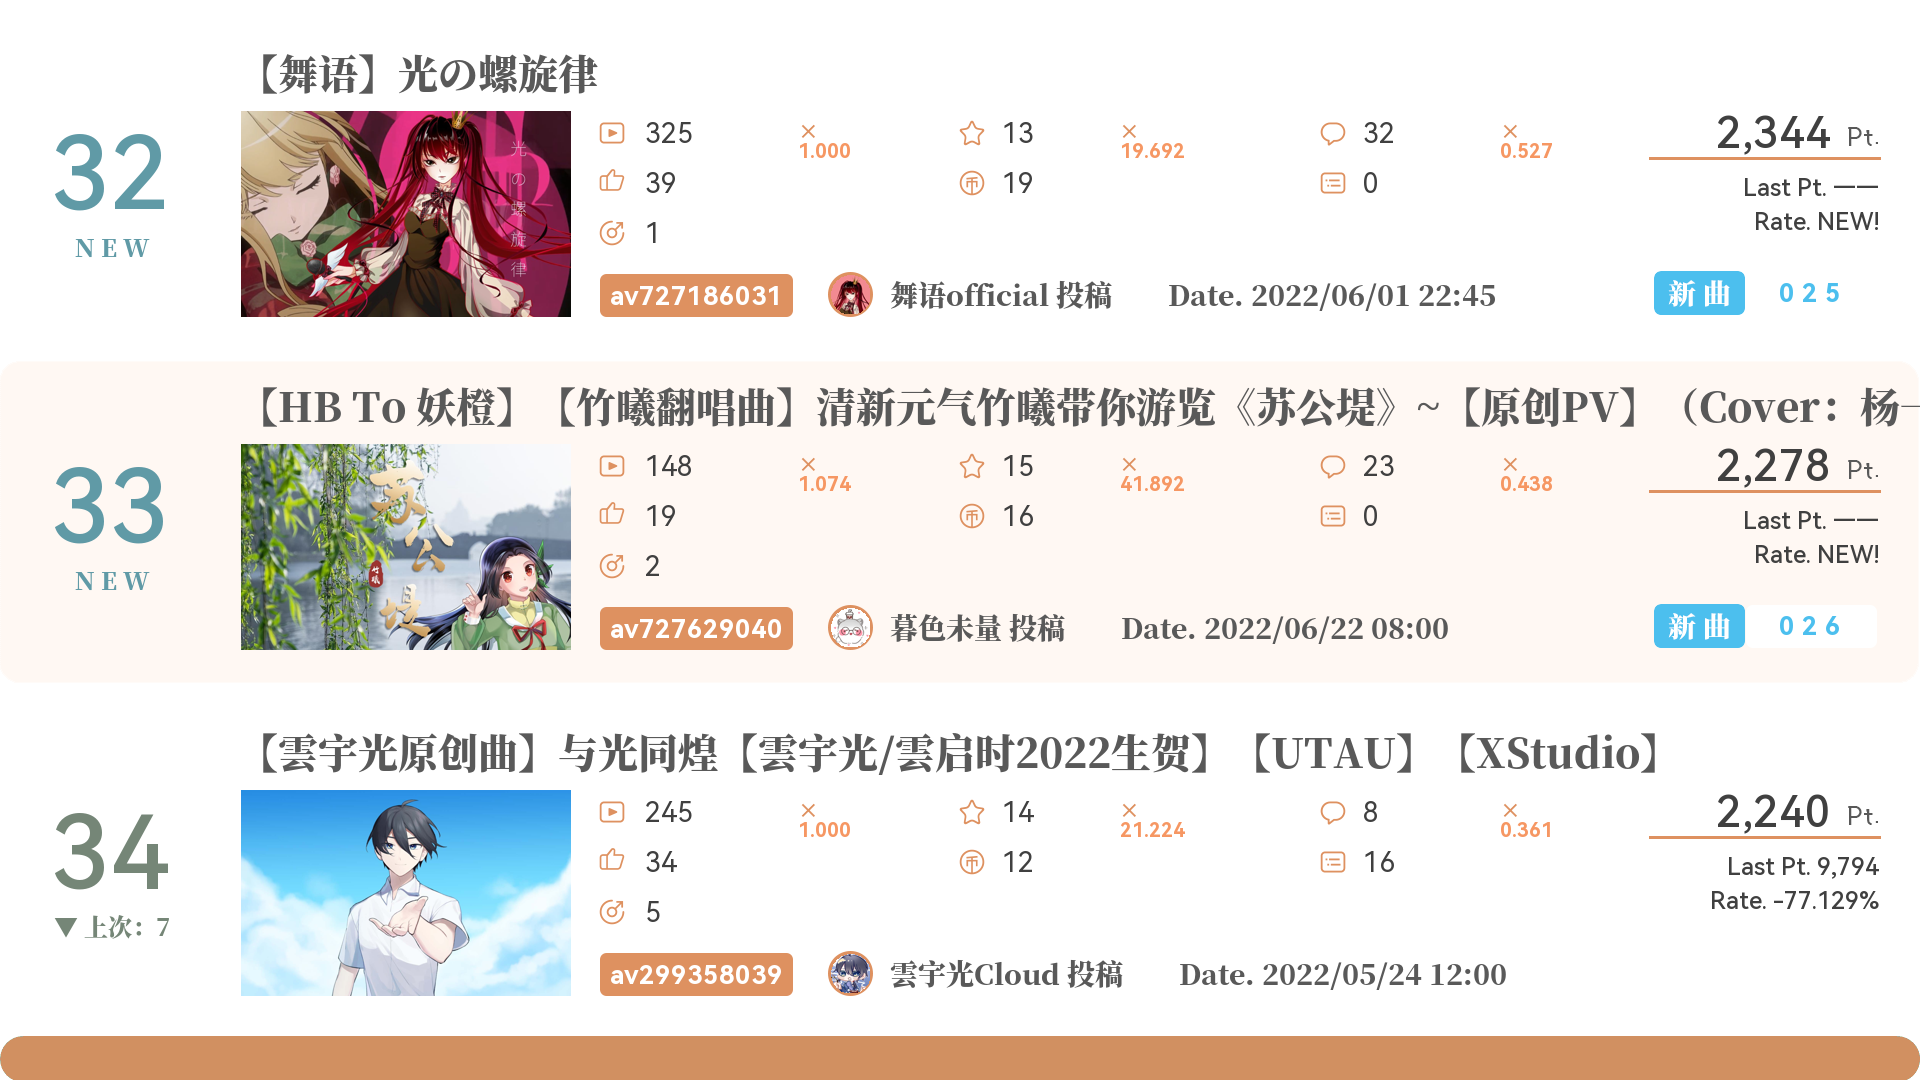 【舞语】光の螺旋律
32
NEW
光の螺旋律
325
×
1.000
13
×
19.692
32
×
0.527
39
19
0
1
2,344 Pt.
Last Pt. ——
Rate. NEW!
av727186031
舞语official 投稿
Date. 2022/06/01 22:45
新曲
025
【HB To 妖橙】【竹曦翻唱曲】清新元气竹曦带你游览《苏公堤》~【原创PV】（Cover：杨—
33
NEW
苏公堤
竹曦
148
×
1.074
15
×
41.892
23
×
0.438
19
16
0
2
2,278 Pt.
Last Pt. ——
Rate. NEW!
av727629040
暮色未量 投稿
Date. 2022/06/22 08:00
新曲
026
【雲宇光原创曲】与光同煌【雲宇光/雲启时2022生贺】【UTAU】【XStudio】
34
▼上次：7
245
×
1.000
14
×
21.224
8
×
0.361
34
12
16
5
2,240 Pt.
Last Pt. 9,794
Rate. -77.129%
av299358039
雲宇光Cloud 投稿
Date. 2022/05/24 12:00